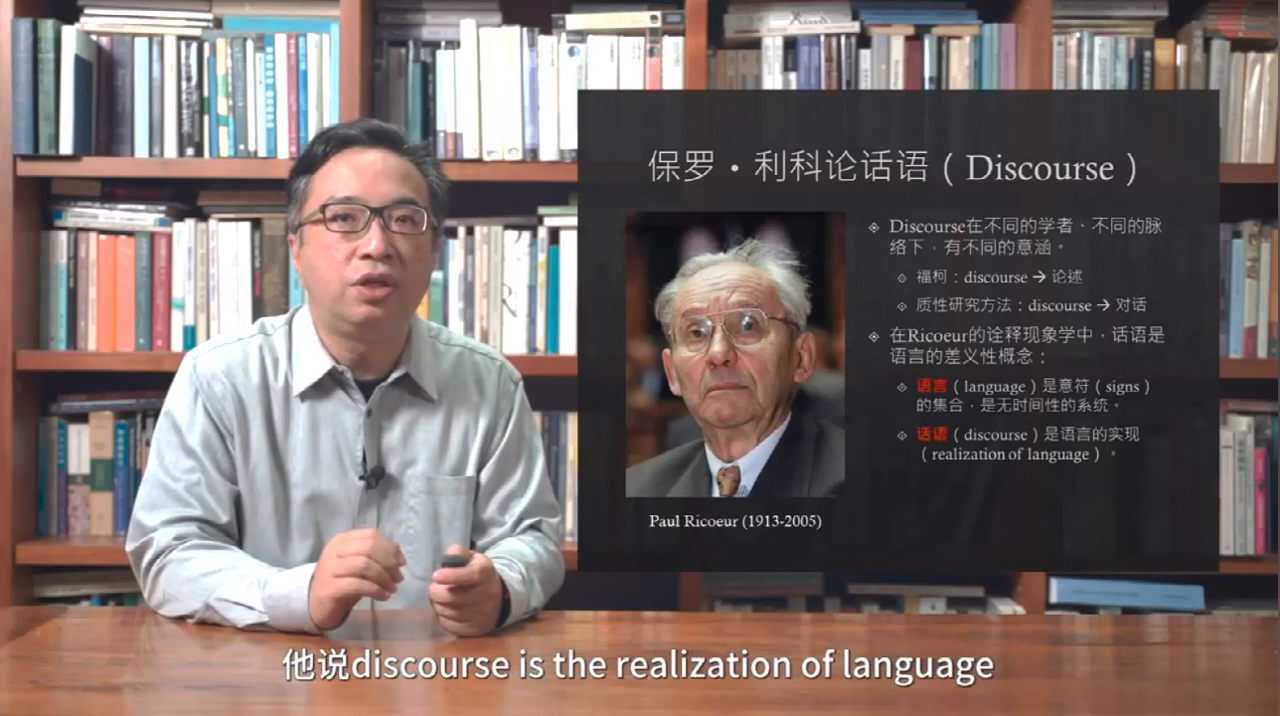 保罗・利科论话语（Discourse）
Discourse在不同的学者、不同的脉
络下，有不同的意涵。
福柯：discourse → 论述
质性研究方法：discourse → 对话
在Ricoeur的诠释现象学中，话语是
语言的差义性概念：
语言（language）是意符（signs）
的集合，是无时间性的系统。
话语（discourse）是语言的实现
（realization of language）。
Paul Ricoeur (1913-2005)
他说discourse is the realization of language